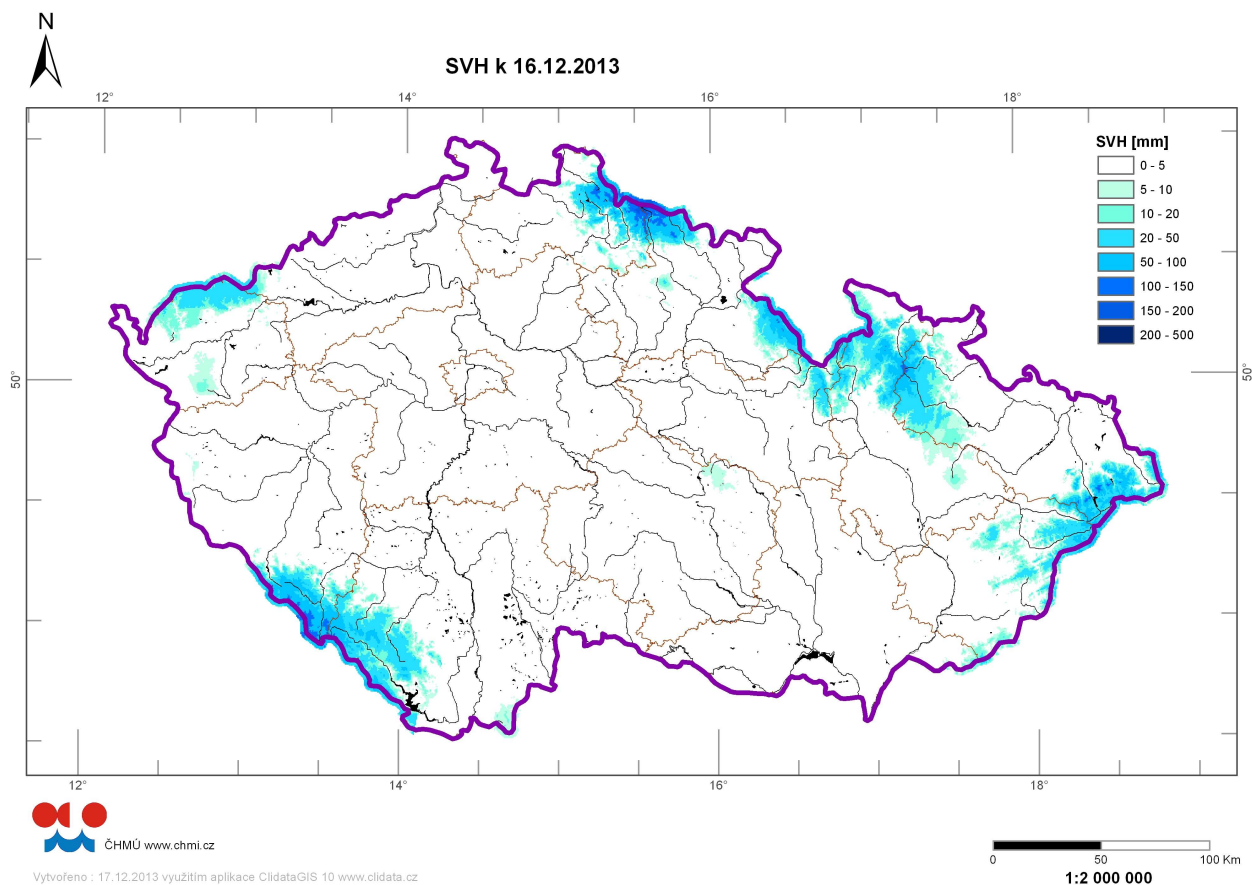 N
SVH k 16.12.2013
12° 14° 16° 18°
SVH [mm]
0 - 5
5 - 10
10 - 20
20 - 50
50 - 100
100 - 150
150 - 200
200 - 500
50° 50°
12° 14° 16° 18°
ČHMÚ www.chmi.cz
0 50 100 Km
1:2 000 000
Vytvořeno : 17.12.2013 využitím aplikace ClidataGIS 10 www.clidata.cz